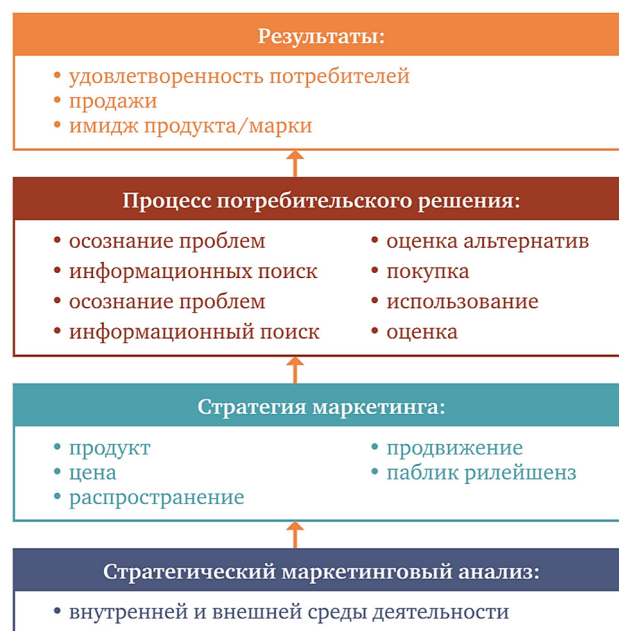 Результаты:
• удовлетворенность потребителей
• продажи
• имидж продукта/марки
Процесс потребительского решения:
• осознание проблем
• информационных поиск
• осознание проблем
• информационный поиск
• оценка альтернатив
• покупка
• использование
• оценка
Стратегия маркетинга:
• продукт
• цена
• распространение
• продвижение
• паблик рилейшенз
Стратегический маркетинговый анализ:
• внутренней и внешней среды деятельности